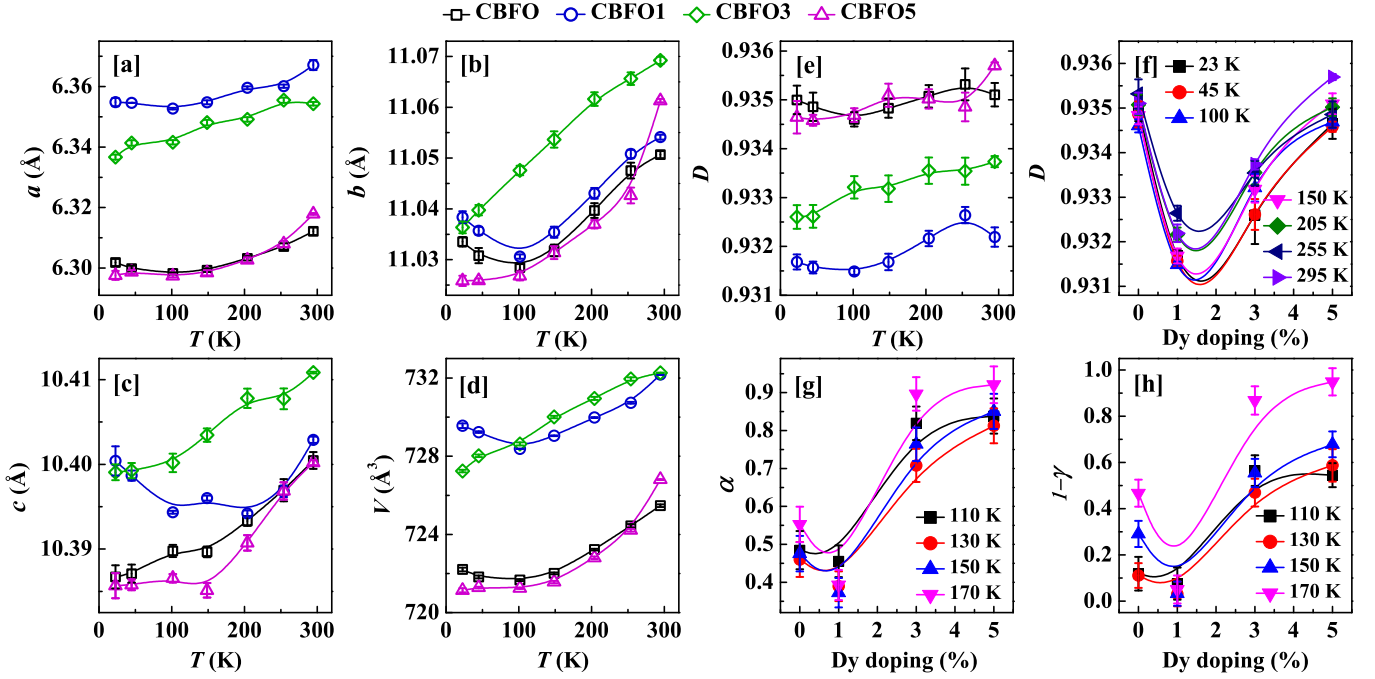 CBFO CBFO1 CBFO3 CBFO5
[a]
6.36
6.34
6.32
6.30
a (Å)
0 100 200 300
T (K)
[b]
11.07
11.06
11.05
11.04
11.03
b (Å)
0 100 200 300
T (K)
[e]
0.936
0.935
0.934
0.933
0.932
0.931
D
0 100 200 300
T (K)
[f]
0.936
0.935
0.934
0.933
0.932
0.931
D
23 K
45 K
100 K
150 K
205 K
255 K
295 K
0 1 2 3 4 5
Dy doping (%)
[c]
10.41
10.40
10.39
c (Å)
0 100 200 300
T (K)
[d]
732
728
724
720
V (Å³)
0 100 200 300
T (K)
[g]
0.9
0.8
0.7
0.6
0.5
0.4
α
110 K
130 K
150 K
170 K
0 1 2 3 4 5
Dy doping (%)
[h]
1.0
0.8
0.6
0.4
0.2
0.0
1−γ
110 K
130 K
150 K
170 K
0 1 2 3 4 5
Dy doping (%)